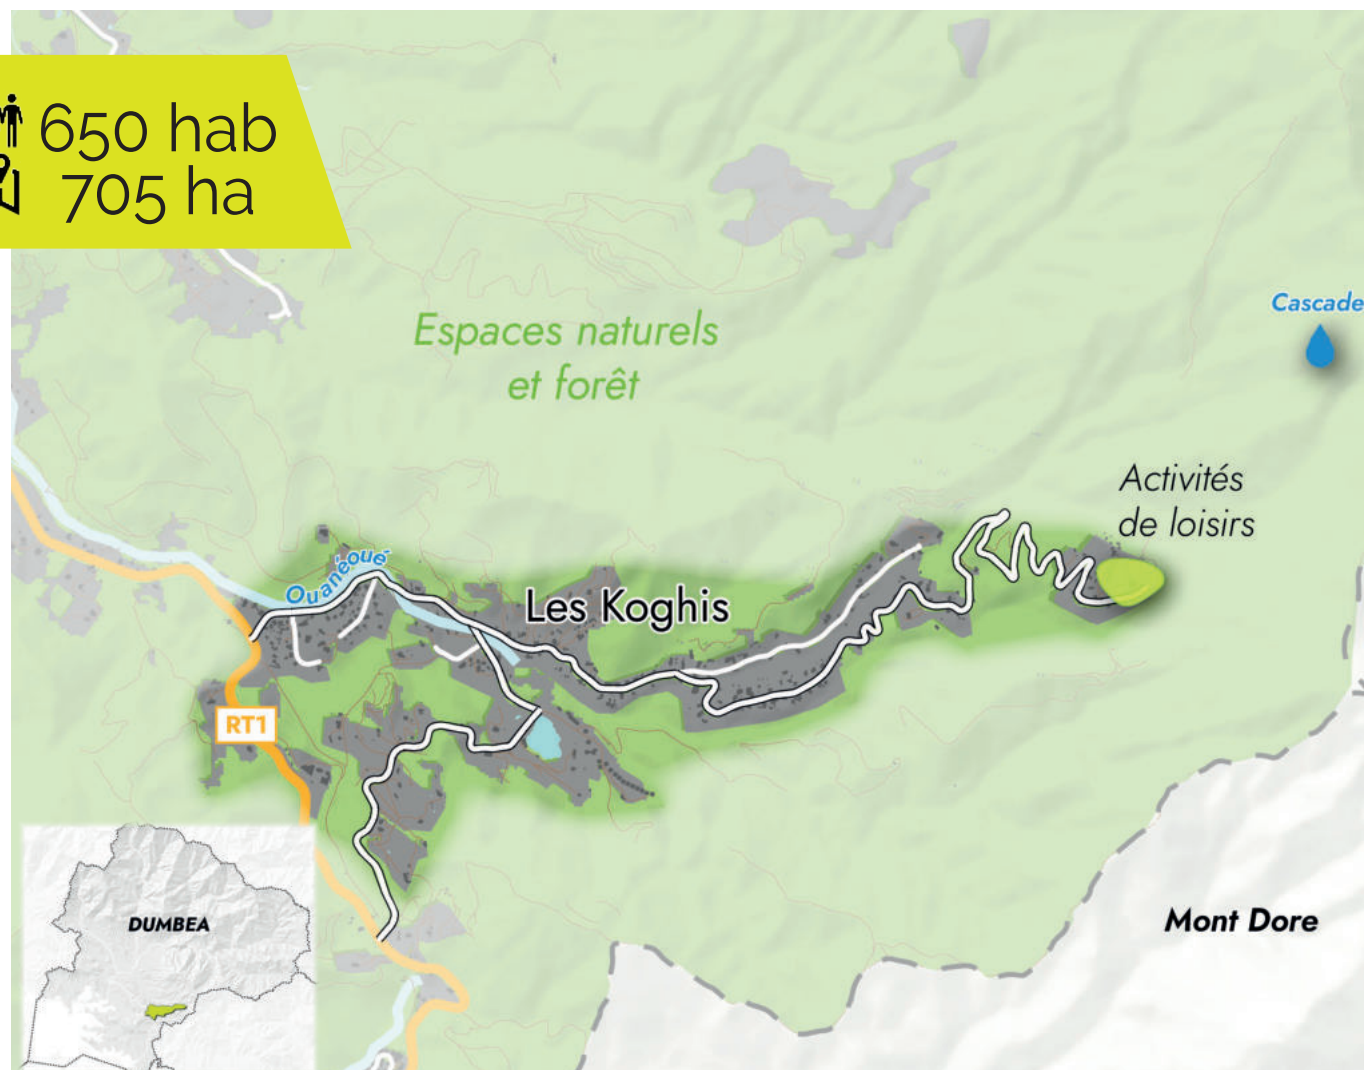 650 hab
705 ha
Cascade
Espaces naturels
et forêt
Activités
de loisirs
Ouanéoué
Les Koghis
RT1
DUMBEA
Mont Dore